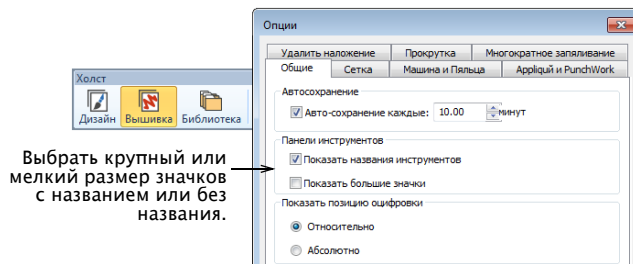 Опции
Удалить наложение Прокрутка Многократное запяливание
Общие Сетка Машина и Пяльца Appliquй и PunchWork
Автосохранение
Авто-сохранение каждые: 10.00 минут
Панели инструментов
Показать названия инструментов
Показать большие значки
Показать позицию оцифровки
Относительно
Абсолютно
Холст
Дизайн Вышивка Библиотека
Выбрать крупный или
мелкий размер значков
с названием или без
названия.